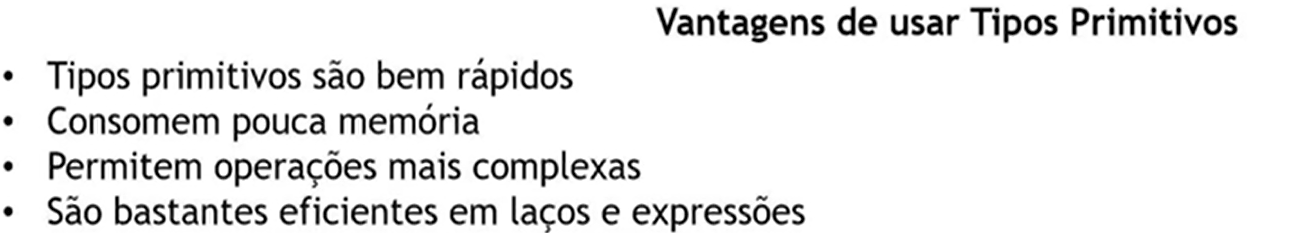 Vantagens de usar Tipos Primitivos
• Tipos primitivos são bem rápidos
• Consomem pouca memória
• Permitem operações mais complexas
• São bastantes eficientes em laços e expressões